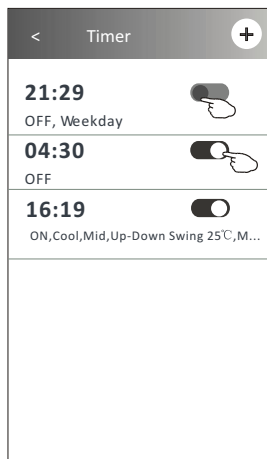 < Timer +
21:29
OFF, Weekday
04:30
OFF
16:19
ON,Cool,Mid,Up-Down Swing 25℃,M...